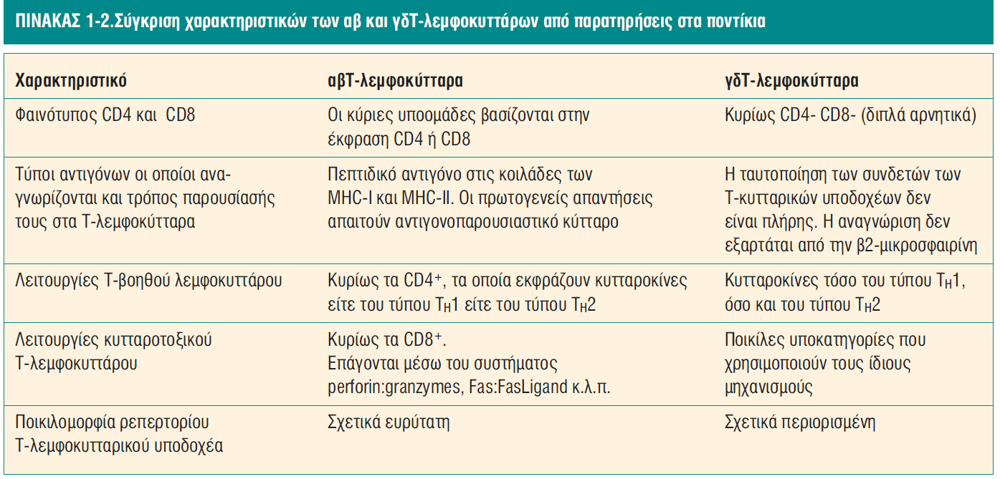 ΠΙΝΑΚΑΣ 1-2.Σύγκριση χαρακτηριστικών των αβ και γδΤ-λεμφοκυττάρων από παρατηρήσεις στα ποντίκια
Χαρακτηριστικό
αβΤ-λεμφοκύτταρα
γδΤ-λεμφοκύτταρα
Φαινότυπος CD4 και CD8
Οι κύριες υποομάδες βασίζονται στην
έκφραση CD4 ή CD8
Κυρίως CD4- CD8- (διπλά αρνητικά)
Τύποι αντιγόνων οι οποίοι ανα-
γνωρίζονται και τρόπος παρουσίασής
τους στα Τ-λεμφοκύτταρα
Πεπτιδικό αντιγόνο στις κοιλάδες των
MHC-I και MHC-II. Οι πρωτογενείς απαντήσεις
απαιτούν αντιγονοπαρουσιαστικό κύτταρο
Η ταυτοποίηση των συνδετών των
Τ-κυτταρικών υποδοχέων δεν
είναι πλήρης. Η αναγνώριση δεν
εξαρτάται από την β2-μικροσφαιρίνη
Λειτουργίες Τ-βοηθού λεμφοκυττάρου
Κυρίως τα CD4⁺, τα οποία εκφράζουν κυτταροκίνες
είτε του τύπου TH1 είτε του τύπου TH2
Κυτταροκίνες τόσο του τύπου TH1,
όσο και του τύπου TH2
Λειτουργίες κυτταροτοξικού
Τ-λεμφοκυττάρου
Κυρίως τα CD8⁺.
Επάγονται μέσω του συστήματος
perforin:granzymes, Fas:FasLigand κ.λ.π.
Ποικίλες υποκατηγορίες που
χρησιμοποιούν τους ίδιους
μηχανισμούς
Ποικιλομορφία ρεπερτορίου
Τ-λεμφοκυτταρικού υποδοχέα
Σχετικά ευρύτατη
Σχετικά περιορισμένη